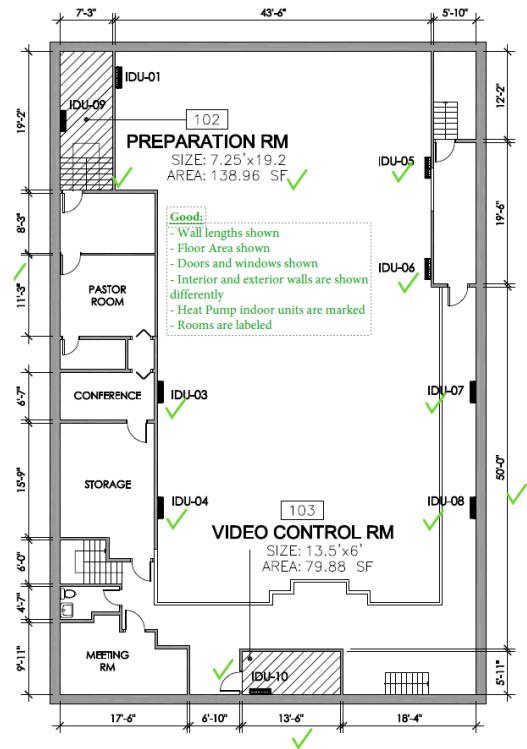 7'-3"
43'-6"
5'-10"
IDU-01
IDU-09
102
PREPARATION RM
SIZE: 7.25'x19.2
AREA: 138.96 SF
19'-2"
12'-2"
IDU-05
Good:
- Wall lengths shown
- Floor Area shown
- Doors and windows shown
- Interior and exterior walls are shown
differently
- Heat Pump indoor units are marked
- Rooms are labeled
8'-3"
19'-6"
IDU-06
11'-3"
PASTOR
ROOM
6'-7"
CONFERENCE
IDU-03
IDU-07
15'-9"
STORAGE
IDU-04
IDU-08
50'-0"
103
VIDEO CONTROL RM
SIZE: 13.5'x6'
AREA: 79.88 SF
6'-0"
4'-7"
9'-11"
MEETING
RM
IDU-10
5'-11"
17'-6"
6'-10"
13'-6"
18'-4"